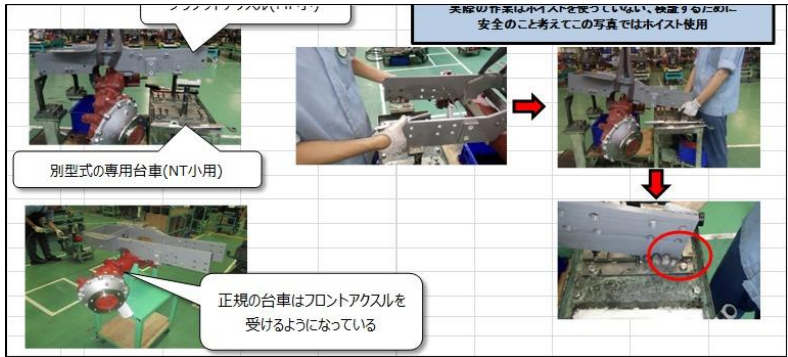 実際の作業はホイストを使っていない、検証するために
安全のこと考えてこの写真ではホイスト使用
別型式の専用台車(NT小用)
正規の台車はフロントアクスルを
受けるようになっている